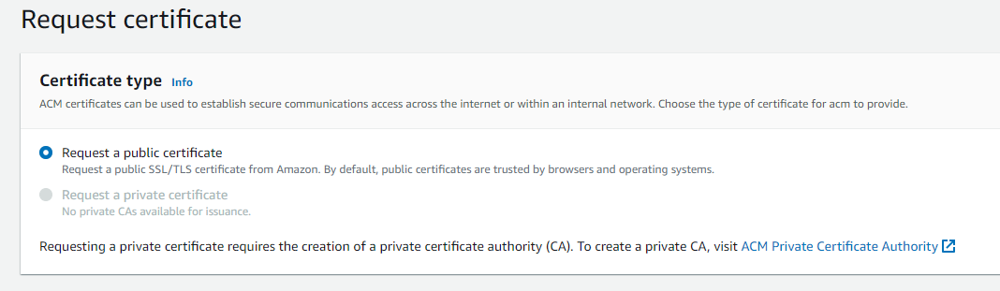 Request certificate
Certificate type Info
ACM certificates can be used to establish secure communications access across the internet or within an internal network. Choose the type of certificate for acm to provide.
Request a public certificate
Request a public SSL/TLS certificate from Amazon. By default, public certificates are trusted by browsers and operating systems.
Request a private certificate
No private CAs available for issuance.
Requesting a private certificate requires the creation of a private certificate authority (CA). To create a private CA, visit ACM Private Certificate Authority